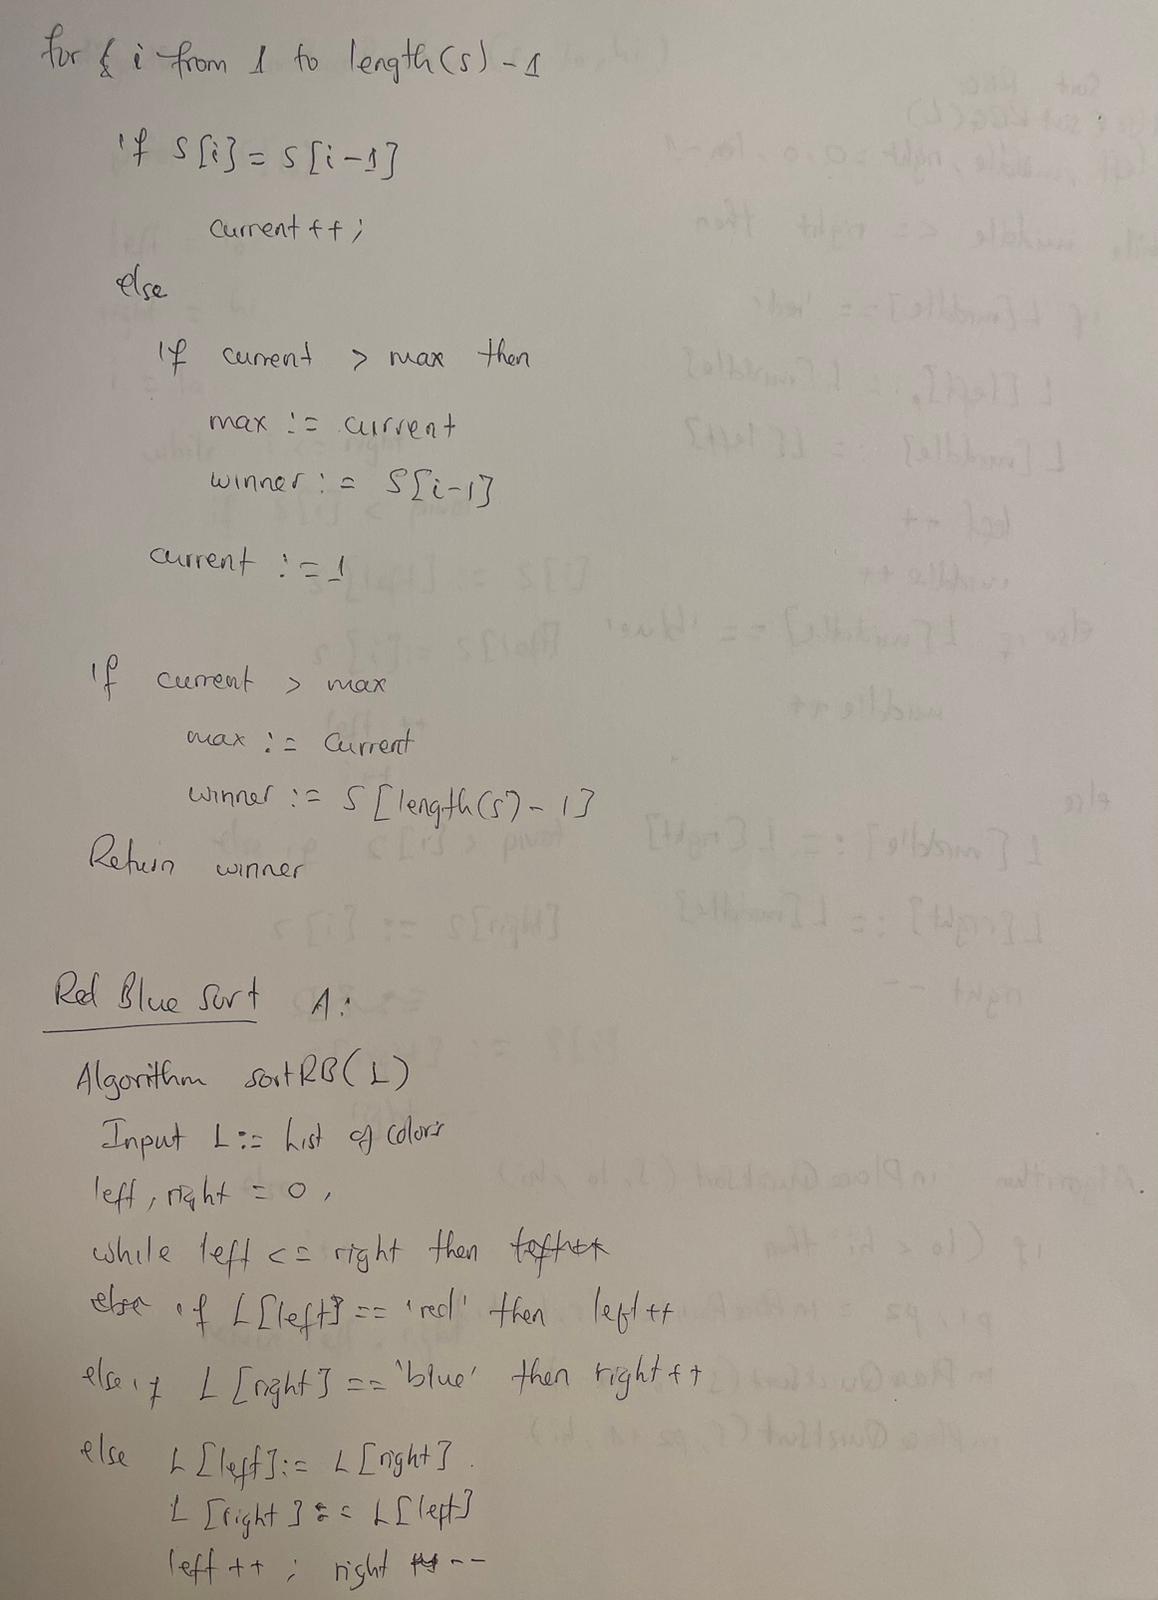 for i from 1 to length(s) - 1
if S[i] = S[i-1]
current ++;
else
if current > max then
max := current
winner := S[i-1]
current := 1
if current > max
max := current
winner := S[length(s) - 1]
Return winner
Red Blue Sort A:
Algorithm sortRB(L)
Input L := List of colors
left, right = 0,
while left <= right then
else if L[left] == 'red' then left ++
else if L[right] == 'blue' then right ++
else L[left] := L[right].
L[right] := L[left]
left ++ ; right --